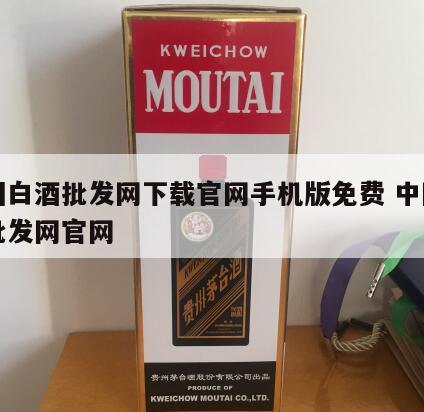 KWEICHOW
MOUTAI
白酒批发网下载官网手机版免费 中
批发网官网
贵州茅台酒
贵州茅台酒股份有限公司出品
PRODUCE OF
KWEICHOW MOUTAI CO.,LTD.